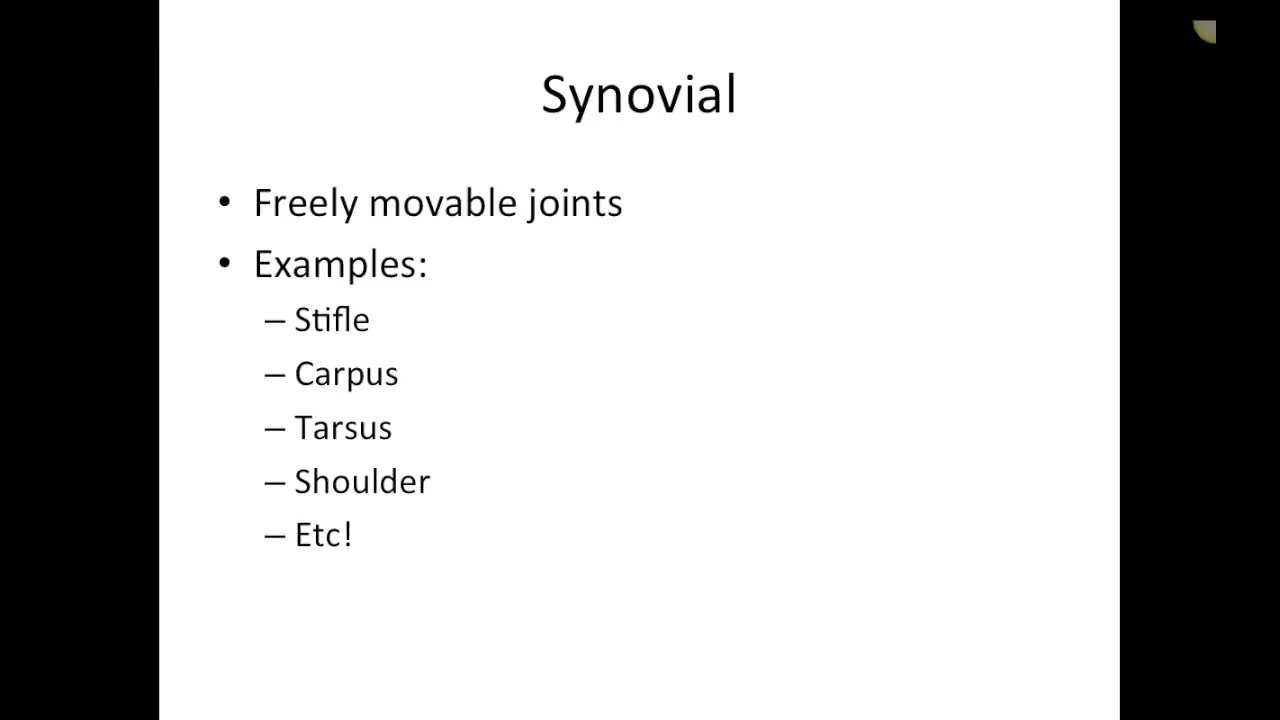 Synovial
• Freely movable joints
• Examples:
– Stifle
– Carpus
– Tarsus
– Shoulder
– Etc!